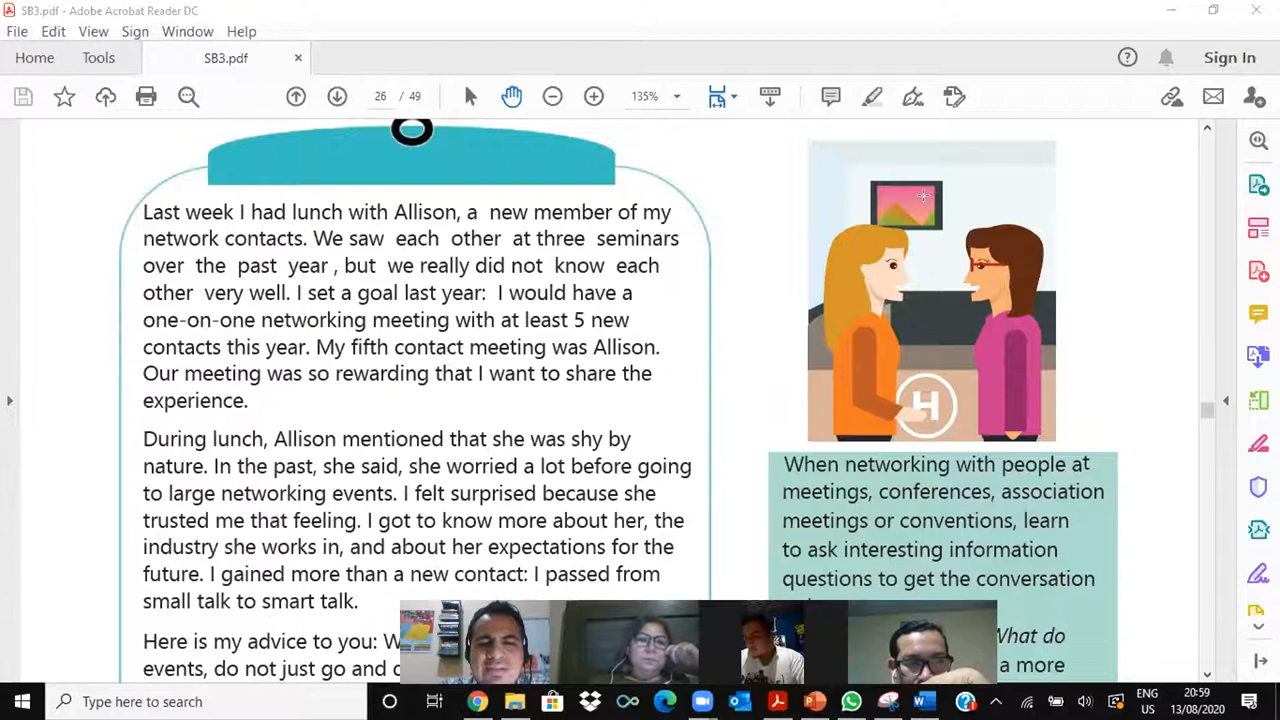 SB3.pdf - Adobe Acrobat Reader DC
File Edit View Sign Window Help
Home Tools SB3.pdf × Sign In
26 / 49 135%
Last week I had lunch with Allison, a new member of my
network contacts. We saw each other at three seminars
over the past year , but we really did not know each
other very well. I set a goal last year: I would have a
one-on-one networking meeting with at least 5 new
contacts this year. My fifth contact meeting was Allison.
Our meeting was so rewarding that I want to share the
experience.
During lunch, Allison mentioned that she was shy by
nature. In the past, she said, she worried a lot before going
to large networking events. I felt surprised because she
trusted me that feeling. I got to know more about her, the
industry she works in, and about her expectations for the
future. I gained more than a new contact: I passed from
small talk to smart talk.
Here is my advice to you: W
events, do not just go and
H
When networking with people at
meetings, conferences, association
meetings or conventions, learn
to ask interesting information
questions to get the conversation
What do
a more
Type here to search
ENG
US
20:59
13/08/2020